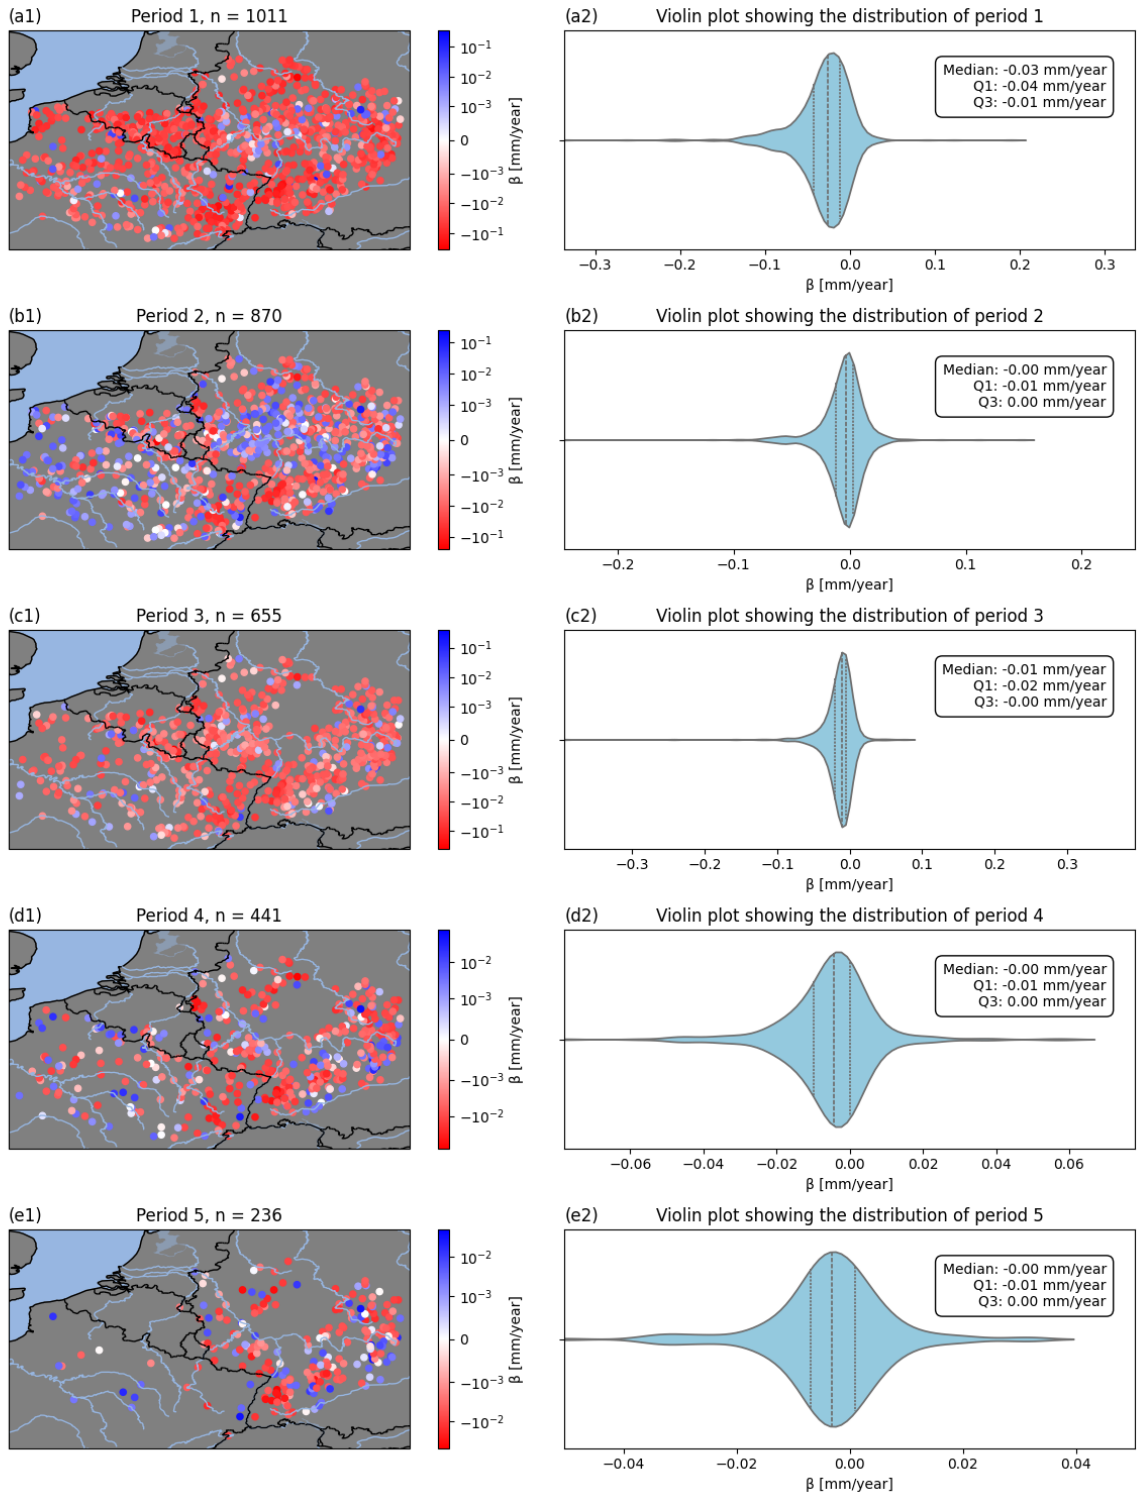 (a1) Period 1, n = 1011
10⁻¹
10⁻²
10⁻³
0
−10⁻³
−10⁻²
−10⁻¹
β [mm/year]
(a2) Violin plot showing the distribution of period 1
Median: -0.03 mm/year
Q1: -0.04 mm/year
Q3: -0.01 mm/year
−0.3 −0.2 −0.1 0.0 0.1 0.2 0.3
β [mm/year]
(b1) Period 2, n = 870
10⁻¹
10⁻²
10⁻³
0
−10⁻³
−10⁻²
−10⁻¹
β [mm/year]
(b2) Violin plot showing the distribution of period 2
Median: -0.00 mm/year
Q1: -0.01 mm/year
Q3: 0.00 mm/year
−0.2 −0.1 0.0 0.1 0.2
β [mm/year]
(c1) Period 3, n = 655
10⁻¹
10⁻²
10⁻³
0
−10⁻³
−10⁻²
−10⁻¹
β [mm/year]
(c2) Violin plot showing the distribution of period 3
Median: -0.01 mm/year
Q1: -0.02 mm/year
Q3: -0.00 mm/year
−0.3 −0.2 −0.1 0.0 0.1 0.2 0.3
β [mm/year]
(d1) Period 4, n = 441
10⁻²
10⁻³
0
−10⁻³
−10⁻²
β [mm/year]
(d2) Violin plot showing the distribution of period 4
Median: -0.00 mm/year
Q1: -0.01 mm/year
Q3: 0.00 mm/year
−0.06 −0.04 −0.02 0.00 0.02 0.04 0.06
β [mm/year]
(e1) Period 5, n = 236
10⁻²
10⁻³
0
−10⁻³
−10⁻²
β [mm/year]
(e2) Violin plot showing the distribution of period 5
Median: -0.00 mm/year
Q1: -0.01 mm/year
Q3: 0.00 mm/year
−0.04 −0.02 0.00 0.02 0.04
β [mm/year]